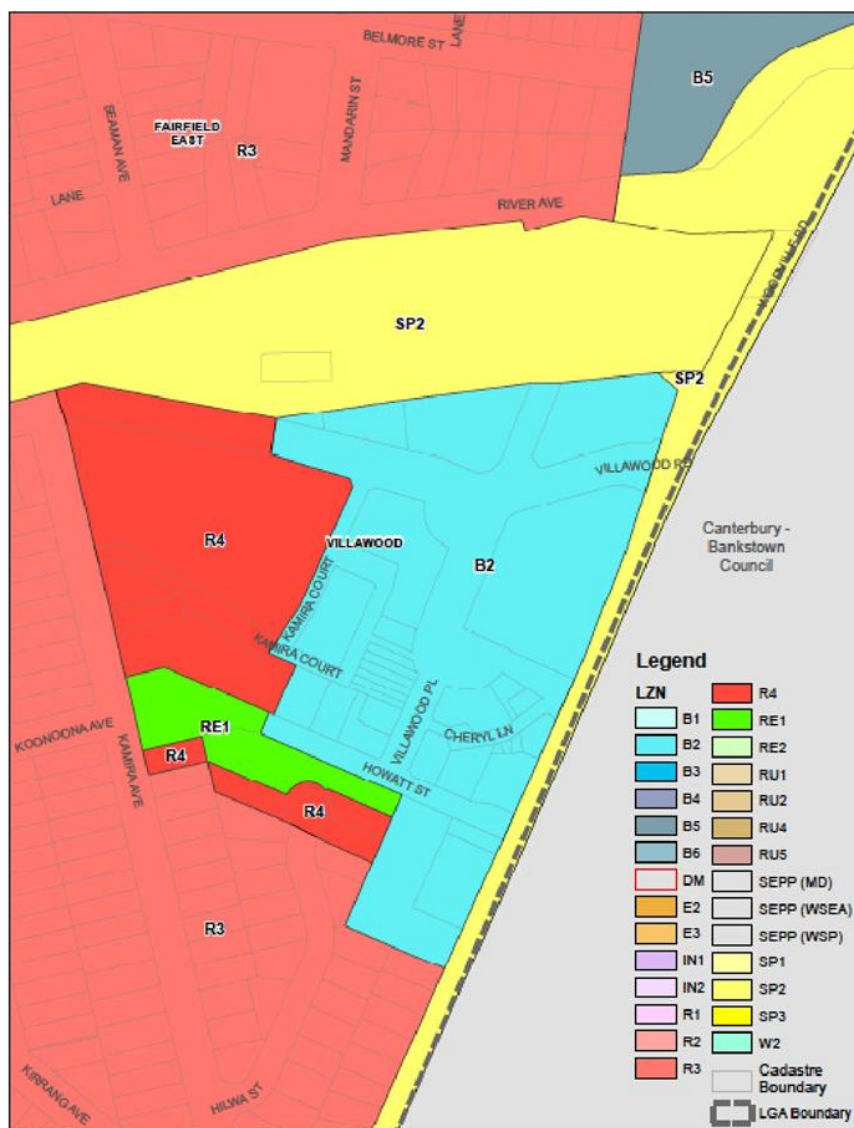 BELMORE ST
LANE
B5
SEAMAN AVE
MANDARIN ST
FAIRFIELD
EAST
R3
LANE
RIVER AVE
WOODVILLE RD
SP2
SP2
VILLAWOOD RD
R4
VILLAWOOD
B2
Canterbury -
Bankstown
Council
KAMIRA COURT
KAMIRA COURT
VILLAWOOD PL
CHERYL LN
RE1
KOONOONA AVE
KAMIRA AVE
R4
HOWATT ST
R4
R3
KIRRANG AVE
HILWA ST
Legend
LZN
B1
B2
B3
B4
B5
B6
DM
E2
E3
IN1
IN2
R1
R2
R3
R4
RE1
RE2
RU1
RU2
RU4
RU5
SEPP (MD)
SEPP (WSEA)
SEPP (WSP)
SP1
SP2
SP3
W2
Cadastre
Boundary
LGA Boundary